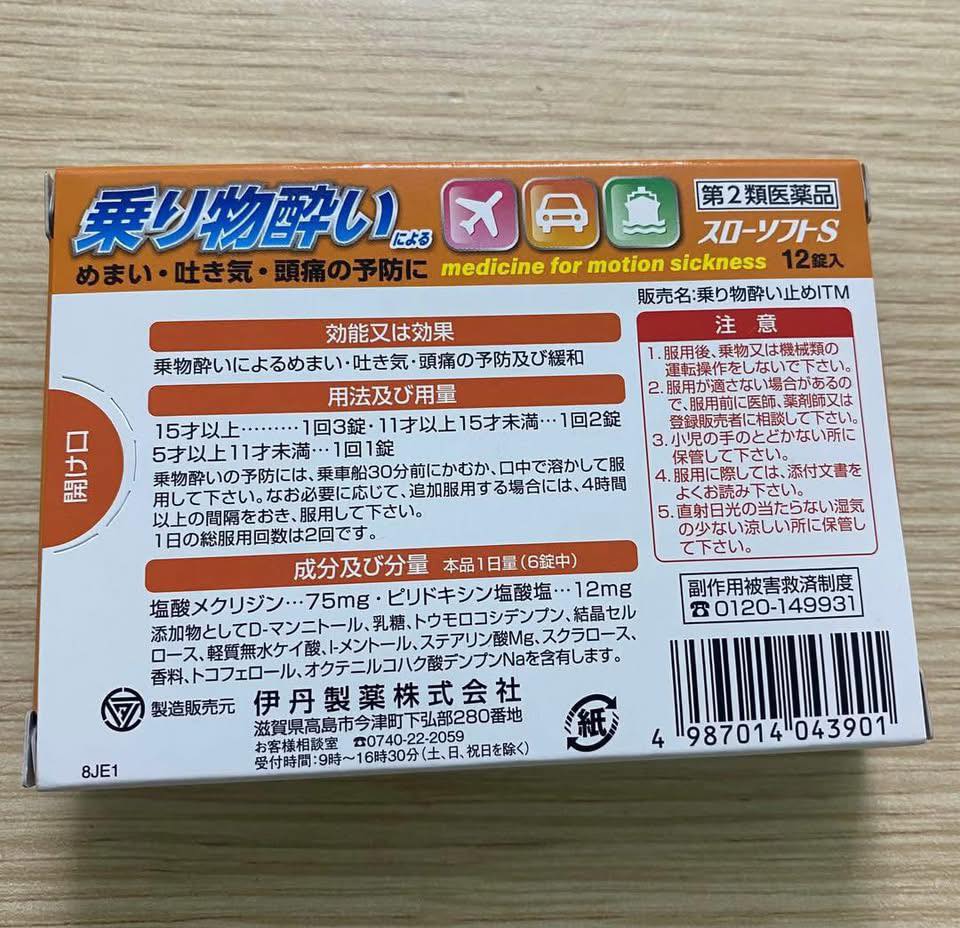 乗り物酔いによる
めまい・吐き気・頭痛の予防に
medicine for motion sickness
第2類医薬品
スローソフトS
12錠入
販売名:乗り物酔い止めITM
開け口
効能又は効果
乗物酔いによるめまい・吐き気・頭痛の予防及び緩和
用法及び用量
15才以上………1回3錠・11才以上15才未満…1回2錠
5才以上11才未満…1回1錠
乗物酔いの予防には、乗車船30分前にかむか、口中で溶かして服
用して下さい。なお必要に応じて、追加服用する場合には、4時間
以上の間隔をおき、服用して下さい。
1日の総服用回数は2回です。
成分及び分量 本品1日量(6錠中)
塩酸メクリジン…75mg・ピリドキシン塩酸塩…12mg
添加物としてD-マンニトール、乳糖、トウモロコシデンプン、結晶セル
ロース、軽質無水ケイ酸、l-メントール、ステアリン酸Mg、スクラロース、
香料、トコフェロール、オクテニルコハク酸デンプンNaを含有します。
製造販売元 伊丹製薬株式会社
滋賀県高島市今津町下弘部280番地
お客様相談室 ☎0740-22-2059
受付時間:9時〜16時30分(土、日、祝日を除く)
8JE1
注意
1. 服用後、乗物又は機械類の
運転操作をしないで下さい。
2. 服用が適さない場合があるの
で、服用前に医師、薬剤師又は
登録販売者に相談して下さい。
3. 小児の手のとどかない所に
保管して下さい。
4. 服用に際しては、添付文書を
よくお読み下さい。
5. 直射日光の当たらない湿気
の少ない涼しい所に保管し
て下さい。
副作用被害救済制度
☎0120-149931
紙
4 987014 043901